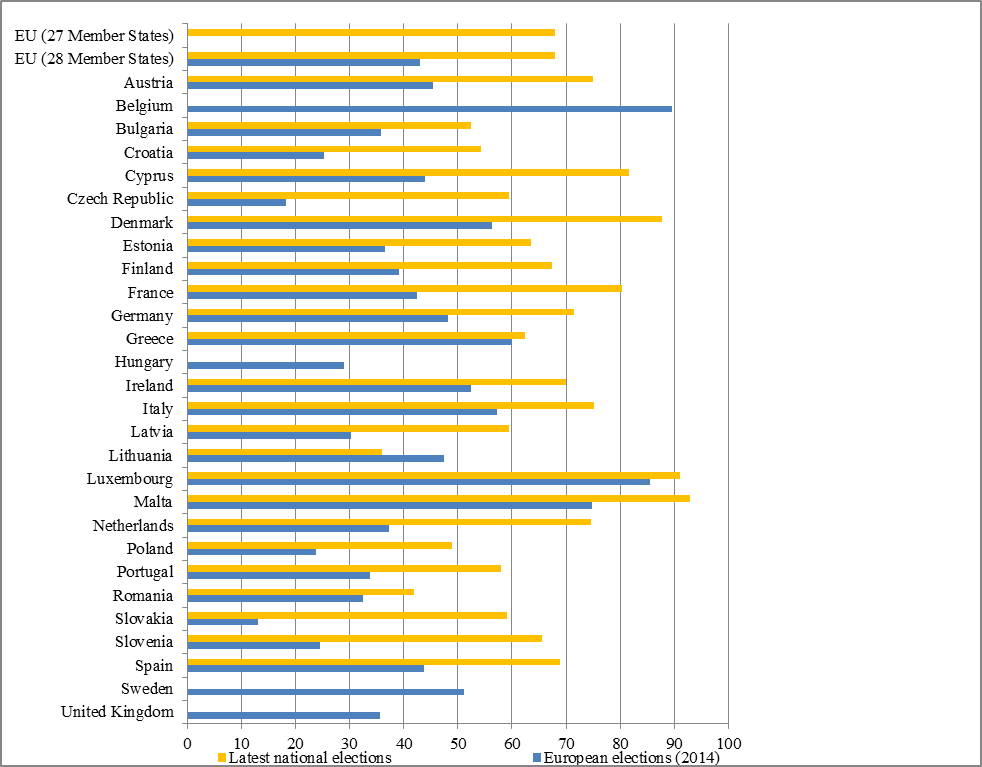 EU (27 Member States)
EU (28 Member States)
Austria
Belgium
Bulgaria
Croatia
Cyprus
Czech Republic
Denmark
Estonia
Finland
France
Germany
Greece
Hungary
Ireland
Italy
Latvia
Lithuania
Luxembourg
Malta
Netherlands
Poland
Portugal
Romania
Slovakia
Slovenia
Spain
Sweden
United Kingdom
0 10 20 30 40 50 60 70 80 90 100
Latest national elections European elections (2014)